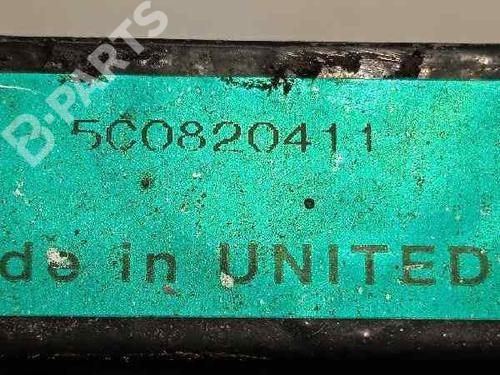 B-PARTS
5C0820411
de in UNITED